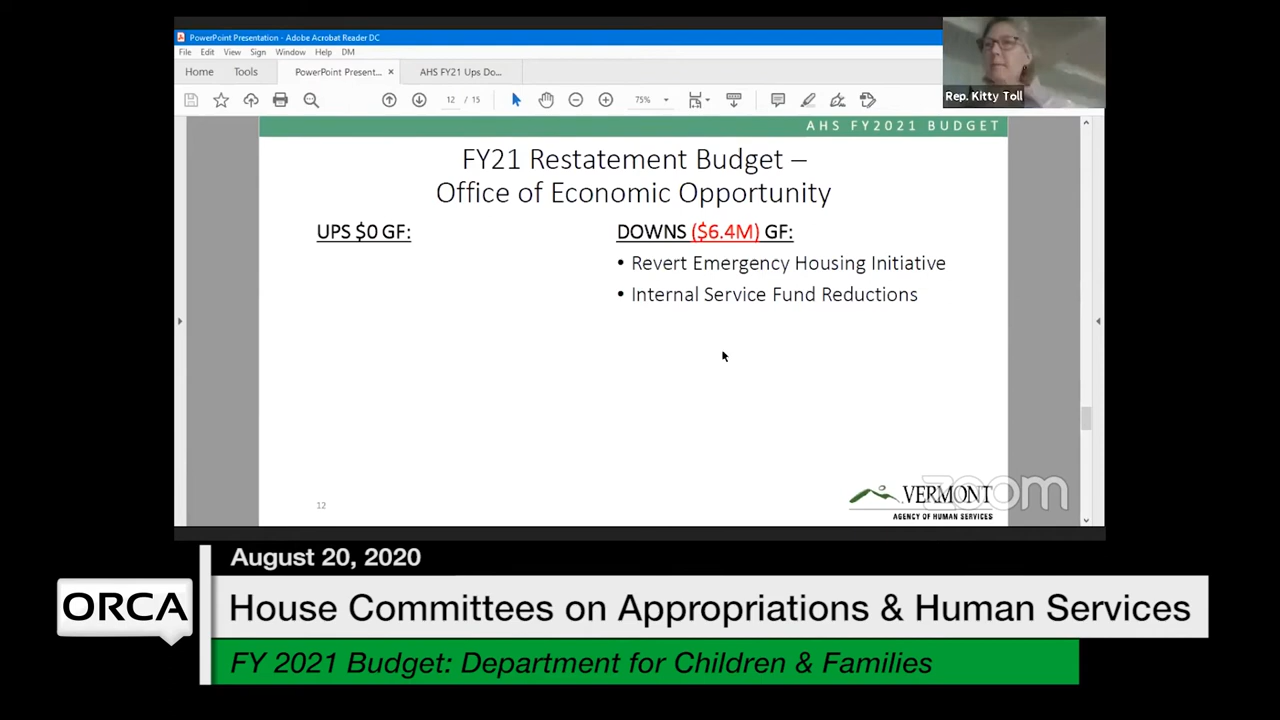 PowerPoint Presentation - Adobe Acrobat Reader DC
File Edit View Sign Window Help DM
Home Tools PowerPoint Present... × AHS FY21 Ups Do...
12 / 15 75%
Rep. Kitty Toll
AHS FY2021 BUDGET
FY21 Restatement Budget –
Office of Economic Opportunity
UPS $0 GF:
DOWNS ($6.4M) GF:
• Revert Emergency Housing Initiative
• Internal Service Fund Reductions
12
VERMONT
AGENCY OF HUMAN SERVICES
zoom
August 20, 2020
ORCA
House Committees on Appropriations & Human Services
FY 2021 Budget: Department for Children & Families